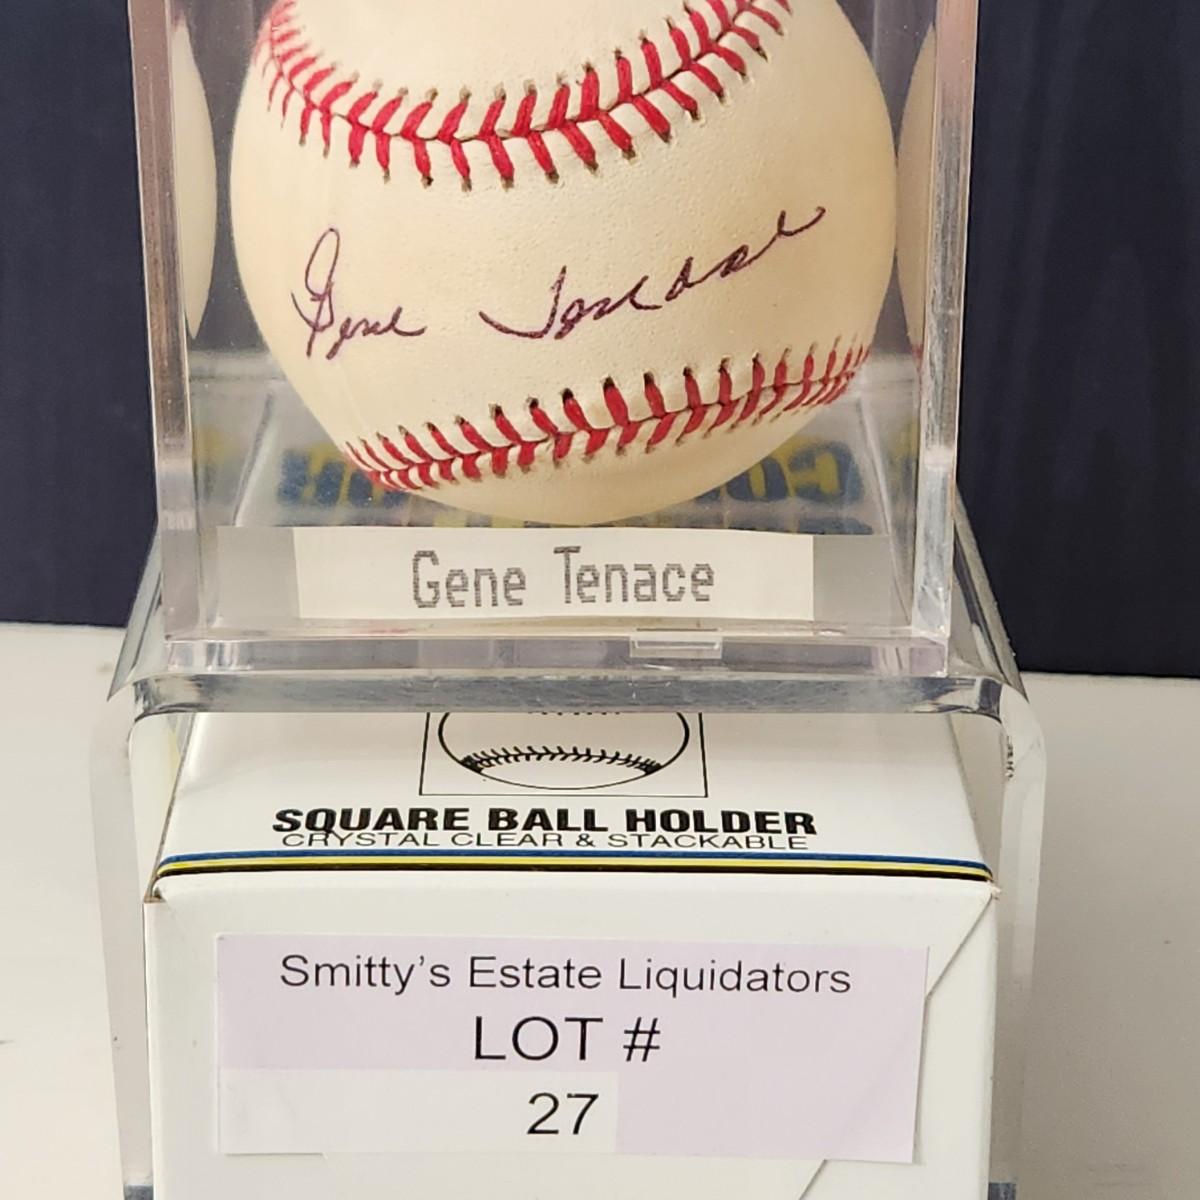 Gene Tenace
Gene Tenace
SQUARE BALL HOLDER
CRYSTAL CLEAR & STACKABLE
Smitty's Estate Liquidators
LOT #
27